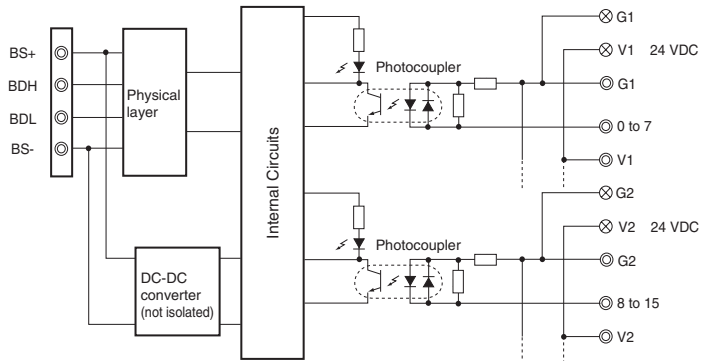 BS+
BDH
BDL
BS-
Physical
layer
DC-DC
converter
(not isolated)
Internal Circuits
Photocoupler
G1
V1 24 VDC
G1
0 to 7
V1
Photocoupler
G2
V2 24 VDC
G2
8 to 15
V2